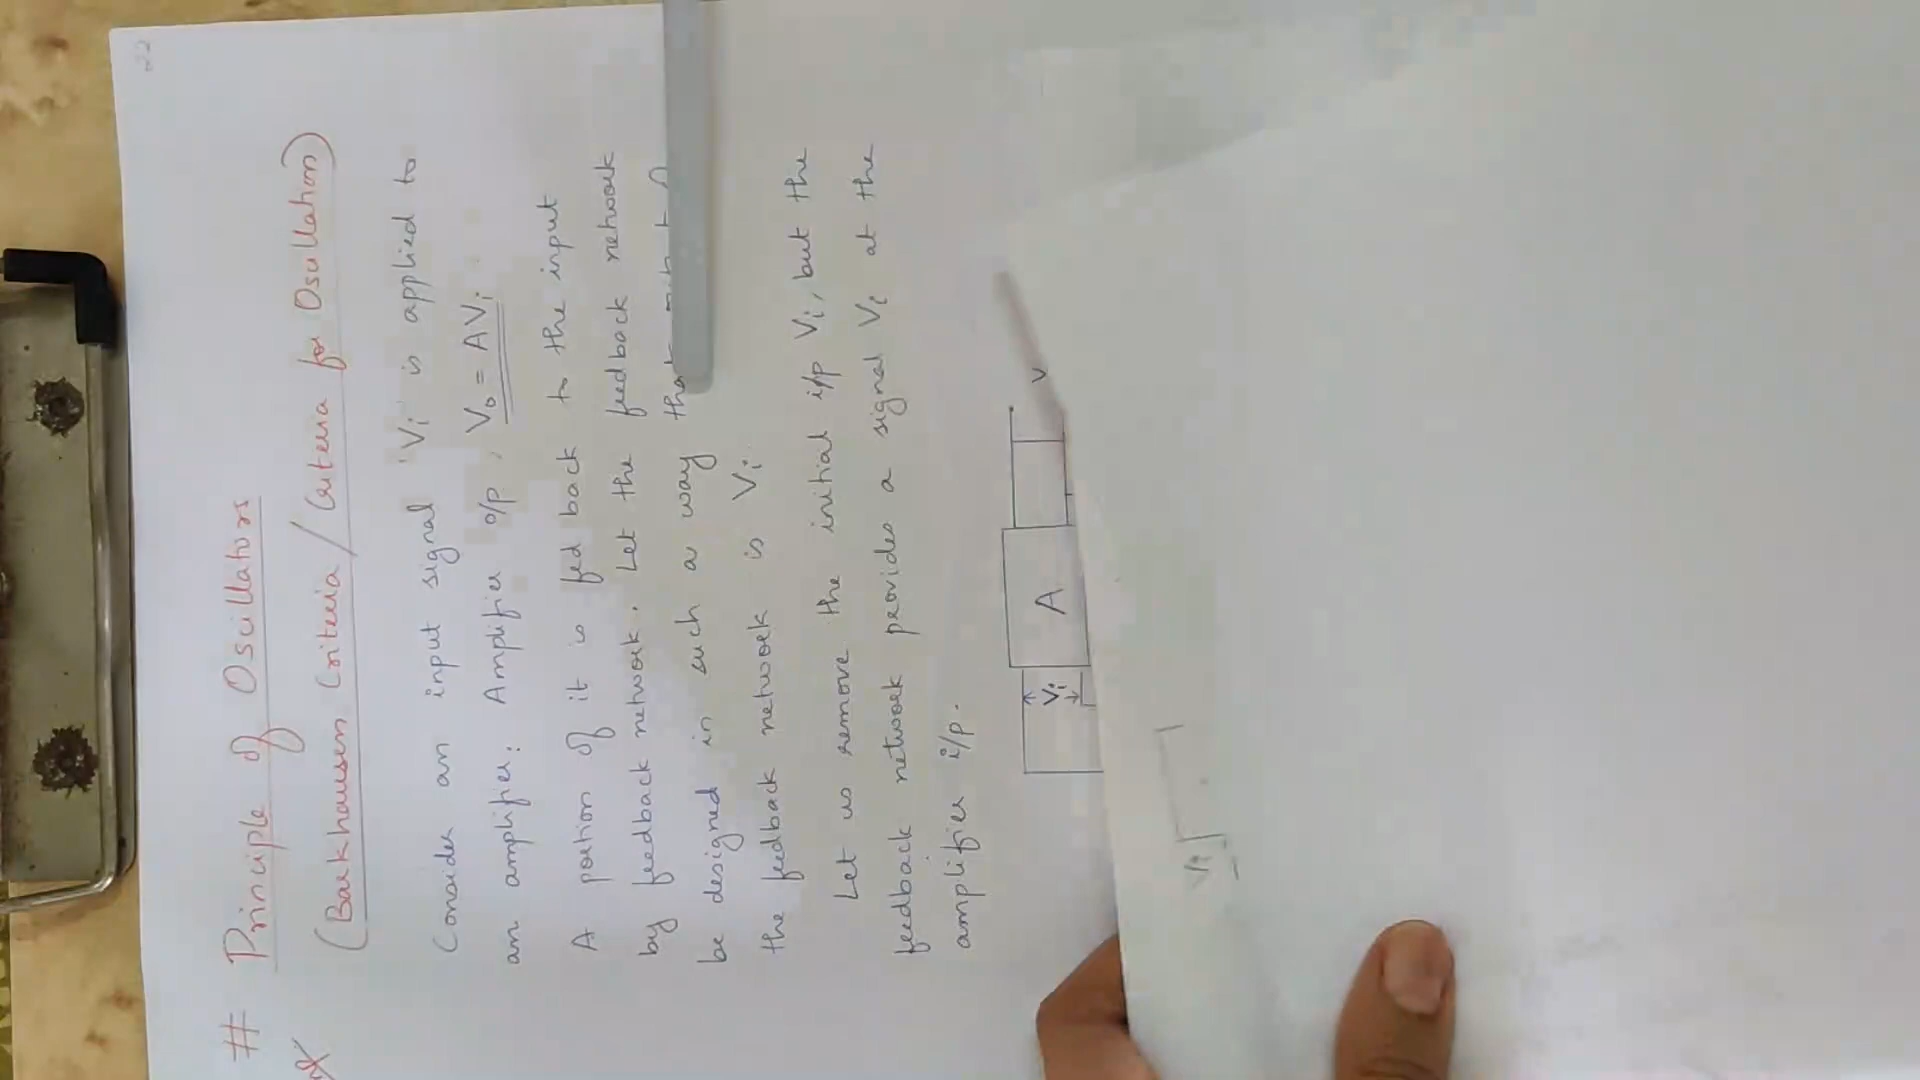 22
# Principle of Oscillators
(Barkhausen Criteria / Criteria for Oscillation)
Consider an input signal 'Vi' is applied to
an amplifier: Amplifier o/p, Vo = AVi.
A portion of it is fed back to the input
by feedback network. Let the feedback network
be designed in such a way that
the feedback network is Vi.
Let us remove the initial i/p Vi, but the
feedback network provides a signal Vi at the
amplifier i/p.
Vi A V
Vi